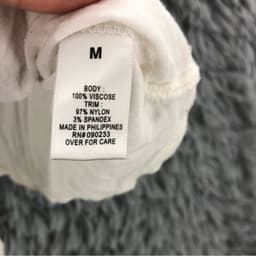 M
BODY :
100% VISCOSE
TRIM :
97% NYLON
3% SPANDEX
MADE IN PHILIPPINES
RN# 090233
OVER FOR CARE